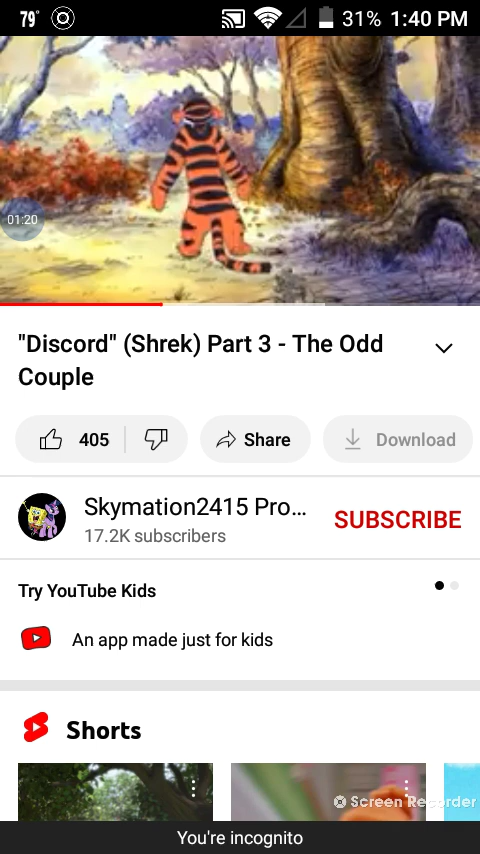 79°
31% 1:40 PM
01:20
"Discord" (Shrek) Part 3 - The Odd
Couple
405
Share
Download
Skymation2415 Pro...
SUBSCRIBE
17.2K subscribers
Try YouTube Kids
An app made just for kids
Shorts
Screen Recorder
You're incognito